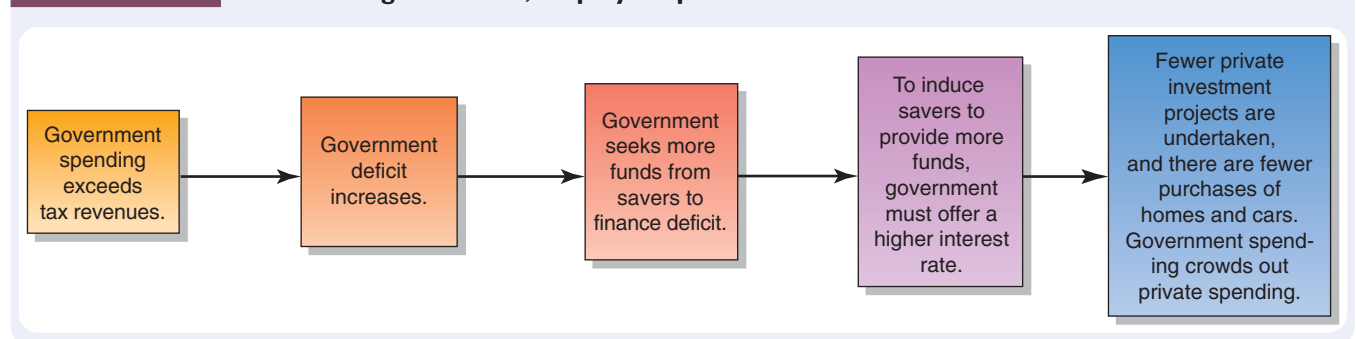 Government
spending
exceeds
tax revenues.
Government
deficit
increases.
Government
seeks more
funds from
savers to
finance deficit.
To induce
savers to
provide more
funds,
government
must offer a
higher interest
rate.
Fewer private
investment
projects are
undertaken,
and there are fewer
purchases of
homes and cars.
Government spend-
ing crowds out
private spending.